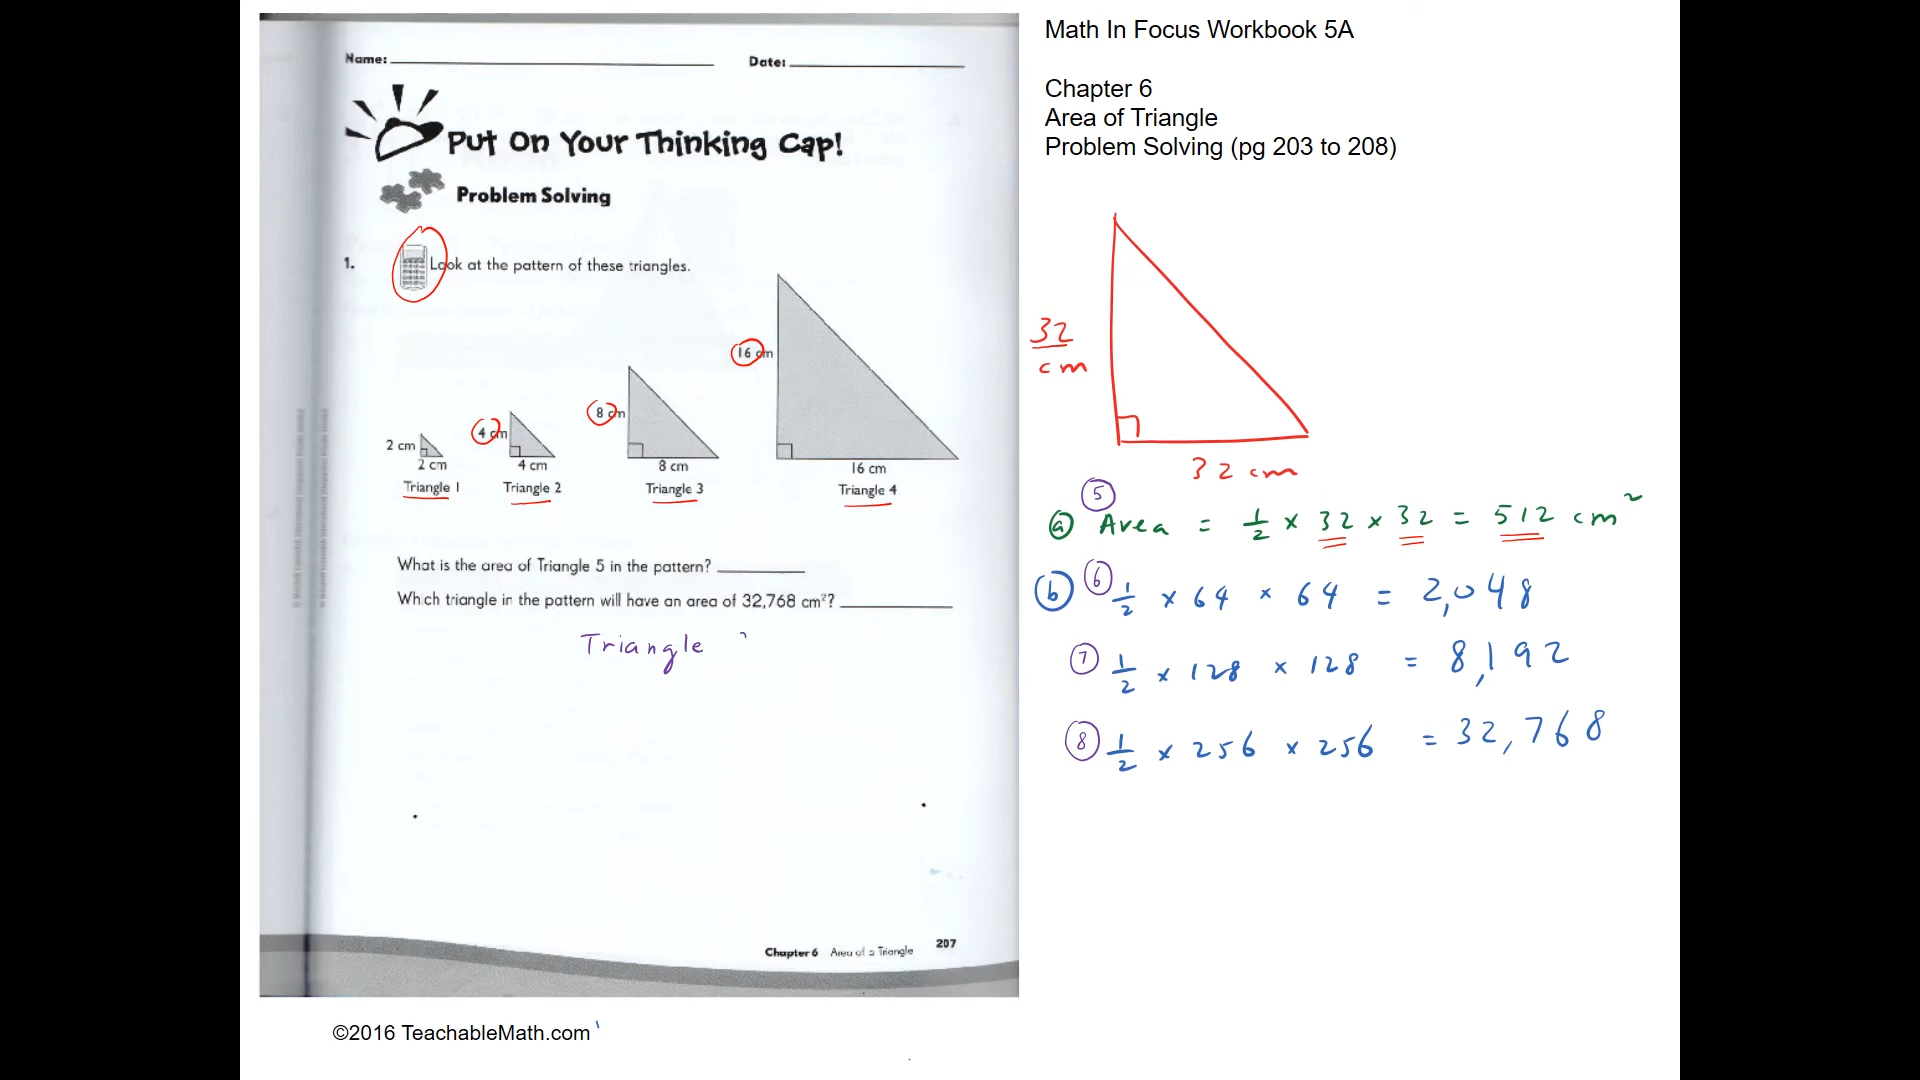 Math In Focus Workbook 5A
Chapter 6
Area of Triangle
Problem Solving (pg 203 to 208)
Name: Date:
Put On Your Thinking Cap!
Problem Solving
1. Look at the pattern of these triangles.
2 cm
2 cm
Triangle 1
4 cm
4 cm
Triangle 2
8 cm
8 cm
Triangle 3
16 cm
16 cm
Triangle 4
What is the area of Triangle 5 in the pattern?
Which triangle in the pattern will have an area of 32,768 cm²?
Triangle
Chapter 6 Area of a Triangle 207
©2016 TeachableMath.com
32
cm
32 cm
5
a Area = 1/2 × 32 × 32 = 512 cm²
b 6 1/2 × 64 × 64 = 2,048
7 1/2 × 128 × 128 = 8,192
8 1/2 × 256 × 256 = 32,768